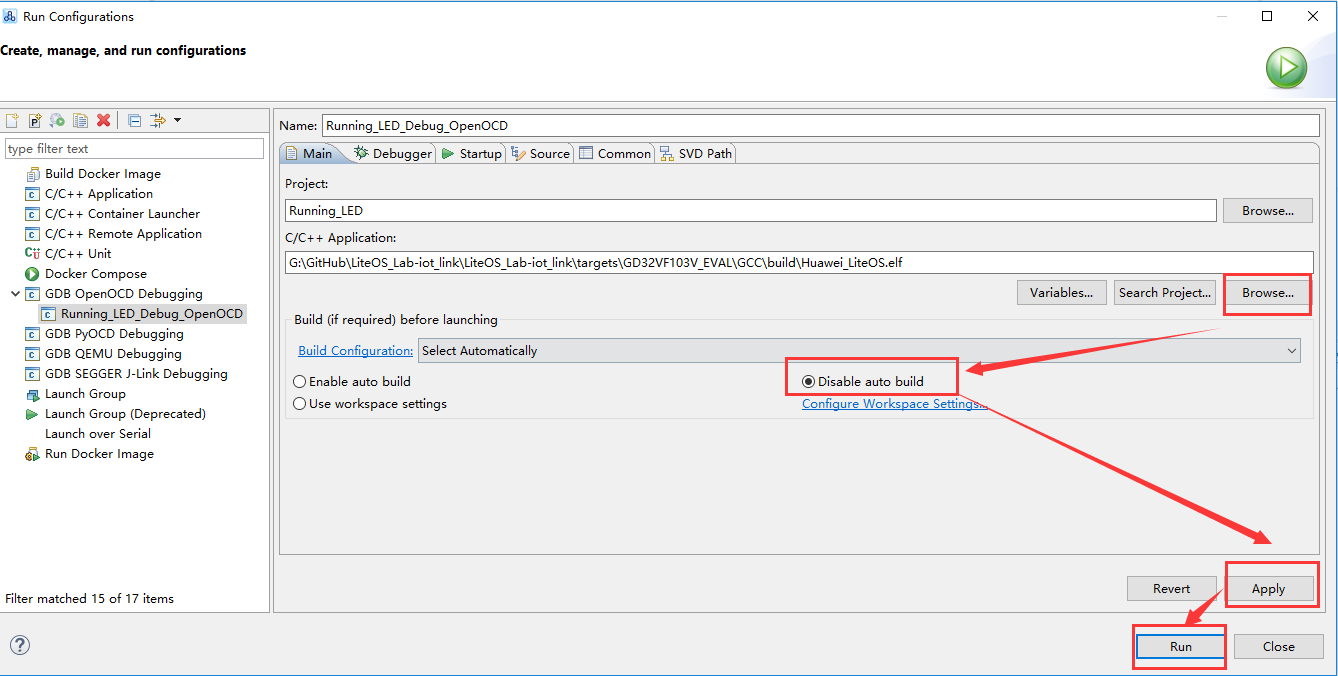 Run Configurations
Create, manage, and run configurations
type filter text
Build Docker Image
C/C++ Application
C/C++ Container Launcher
C/C++ Remote Application
C/C++ Unit
Docker Compose
GDB OpenOCD Debugging
Running_LED_Debug_OpenOCD
GDB PyOCD Debugging
GDB QEMU Debugging
GDB SEGGER J-Link Debugging
Launch Group
Launch Group (Deprecated)
Launch over Serial
Run Docker Image
Filter matched 15 of 17 items
Name: Running_LED_Debug_OpenOCD
Main Debugger Startup Source Common SVD Path
Project:
Running_LED Browse...
C/C++ Application:
G:\GitHub\LiteOS_Lab-iot_link\LiteOS_Lab-iot_link\targets\GD32VF103V_EVAL\GCC\build\Huawei_LiteOS.elf
Variables... Search Project... Browse...
Build (if required) before launching
Build Configuration: Select Automatically
Enable auto build Disable auto build
Use workspace settings Configure Workspace Settings...
Revert Apply
Run Close